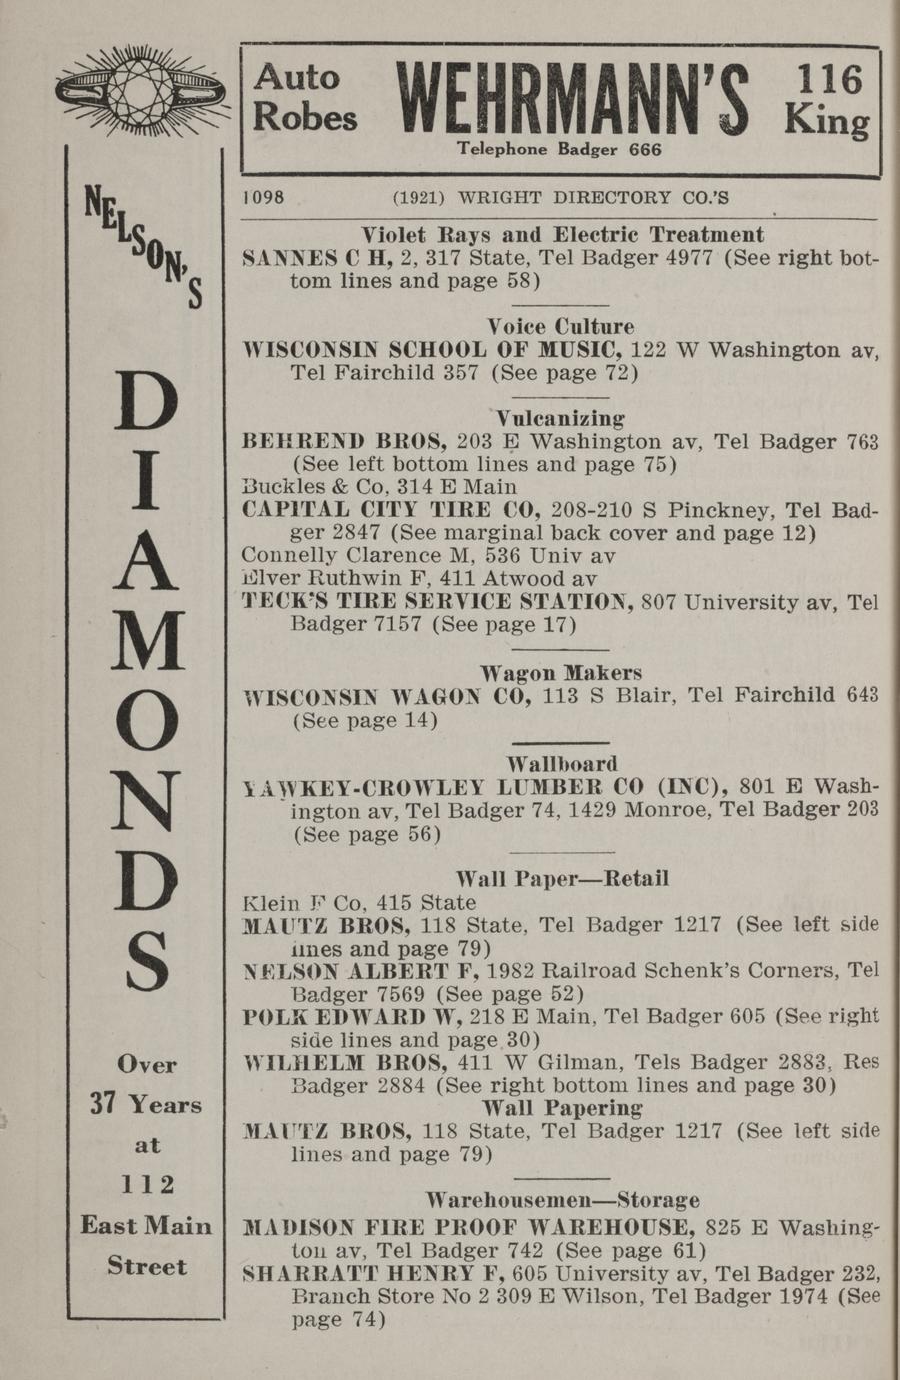 Auto
Robes
WEHRMANN'S
Telephone Badger 666
116
King
NELSON'S
DIAMONDS
Over
37 Years
at
112
East Main
Street
1098 (1921) WRIGHT DIRECTORY CO.'S
Violet Rays and Electric Treatment
SANNES C H, 2, 317 State, Tel Badger 4977 (See right bot-
tom lines and page 58)
Voice Culture
WISCONSIN SCHOOL OF MUSIC, 122 W Washington av,
Tel Fairchild 357 (See page 72)
Vulcanizing
BEHREND BROS, 203 E Washington av, Tel Badger 763
(See left bottom lines and page 75)
Buckles & Co, 314 E Main
CAPITAL CITY TIRE CO, 208-210 S Pinckney, Tel Bad-
ger 2847 (See marginal back cover and page 12)
Connelly Clarence M, 536 Univ av
Elver Ruthwin F, 411 Atwood av
TECK'S TIRE SERVICE STATION, 807 University av, Tel
Badger 7157 (See page 17)
Wagon Makers
WISCONSIN WAGON CO, 113 S Blair, Tel Fairchild 643
(See page 14)
Wallboard
YAWKEY-CROWLEY LUMBER CO (INC), 801 E Wash-
ington av, Tel Badger 74, 1429 Monroe, Tel Badger 203
(See page 56)
Wall Paper—Retail
Klein F Co, 415 State
MAUTZ BROS, 118 State, Tel Badger 1217 (See left side
lines and page 79)
NELSON ALBERT F, 1982 Railroad Schenk's Corners, Tel
Badger 7569 (See page 52)
POLK EDWARD W, 218 E Main, Tel Badger 605 (See right
side lines and page 30)
WILHELM BROS, 411 W Gilman, Tels Badger 2883, Res
Badger 2884 (See right bottom lines and page 30)
Wall Papering
MAUTZ BROS, 118 State, Tel Badger 1217 (See left side
lines and page 79)
Warehousemen—Storage
MADISON FIRE PROOF WAREHOUSE, 825 E Washing-
ton av, Tel Badger 742 (See page 61)
SHARRATT HENRY F, 605 University av, Tel Badger 232,
Branch Store No 2 309 E Wilson, Tel Badger 1974 (See
page 74)